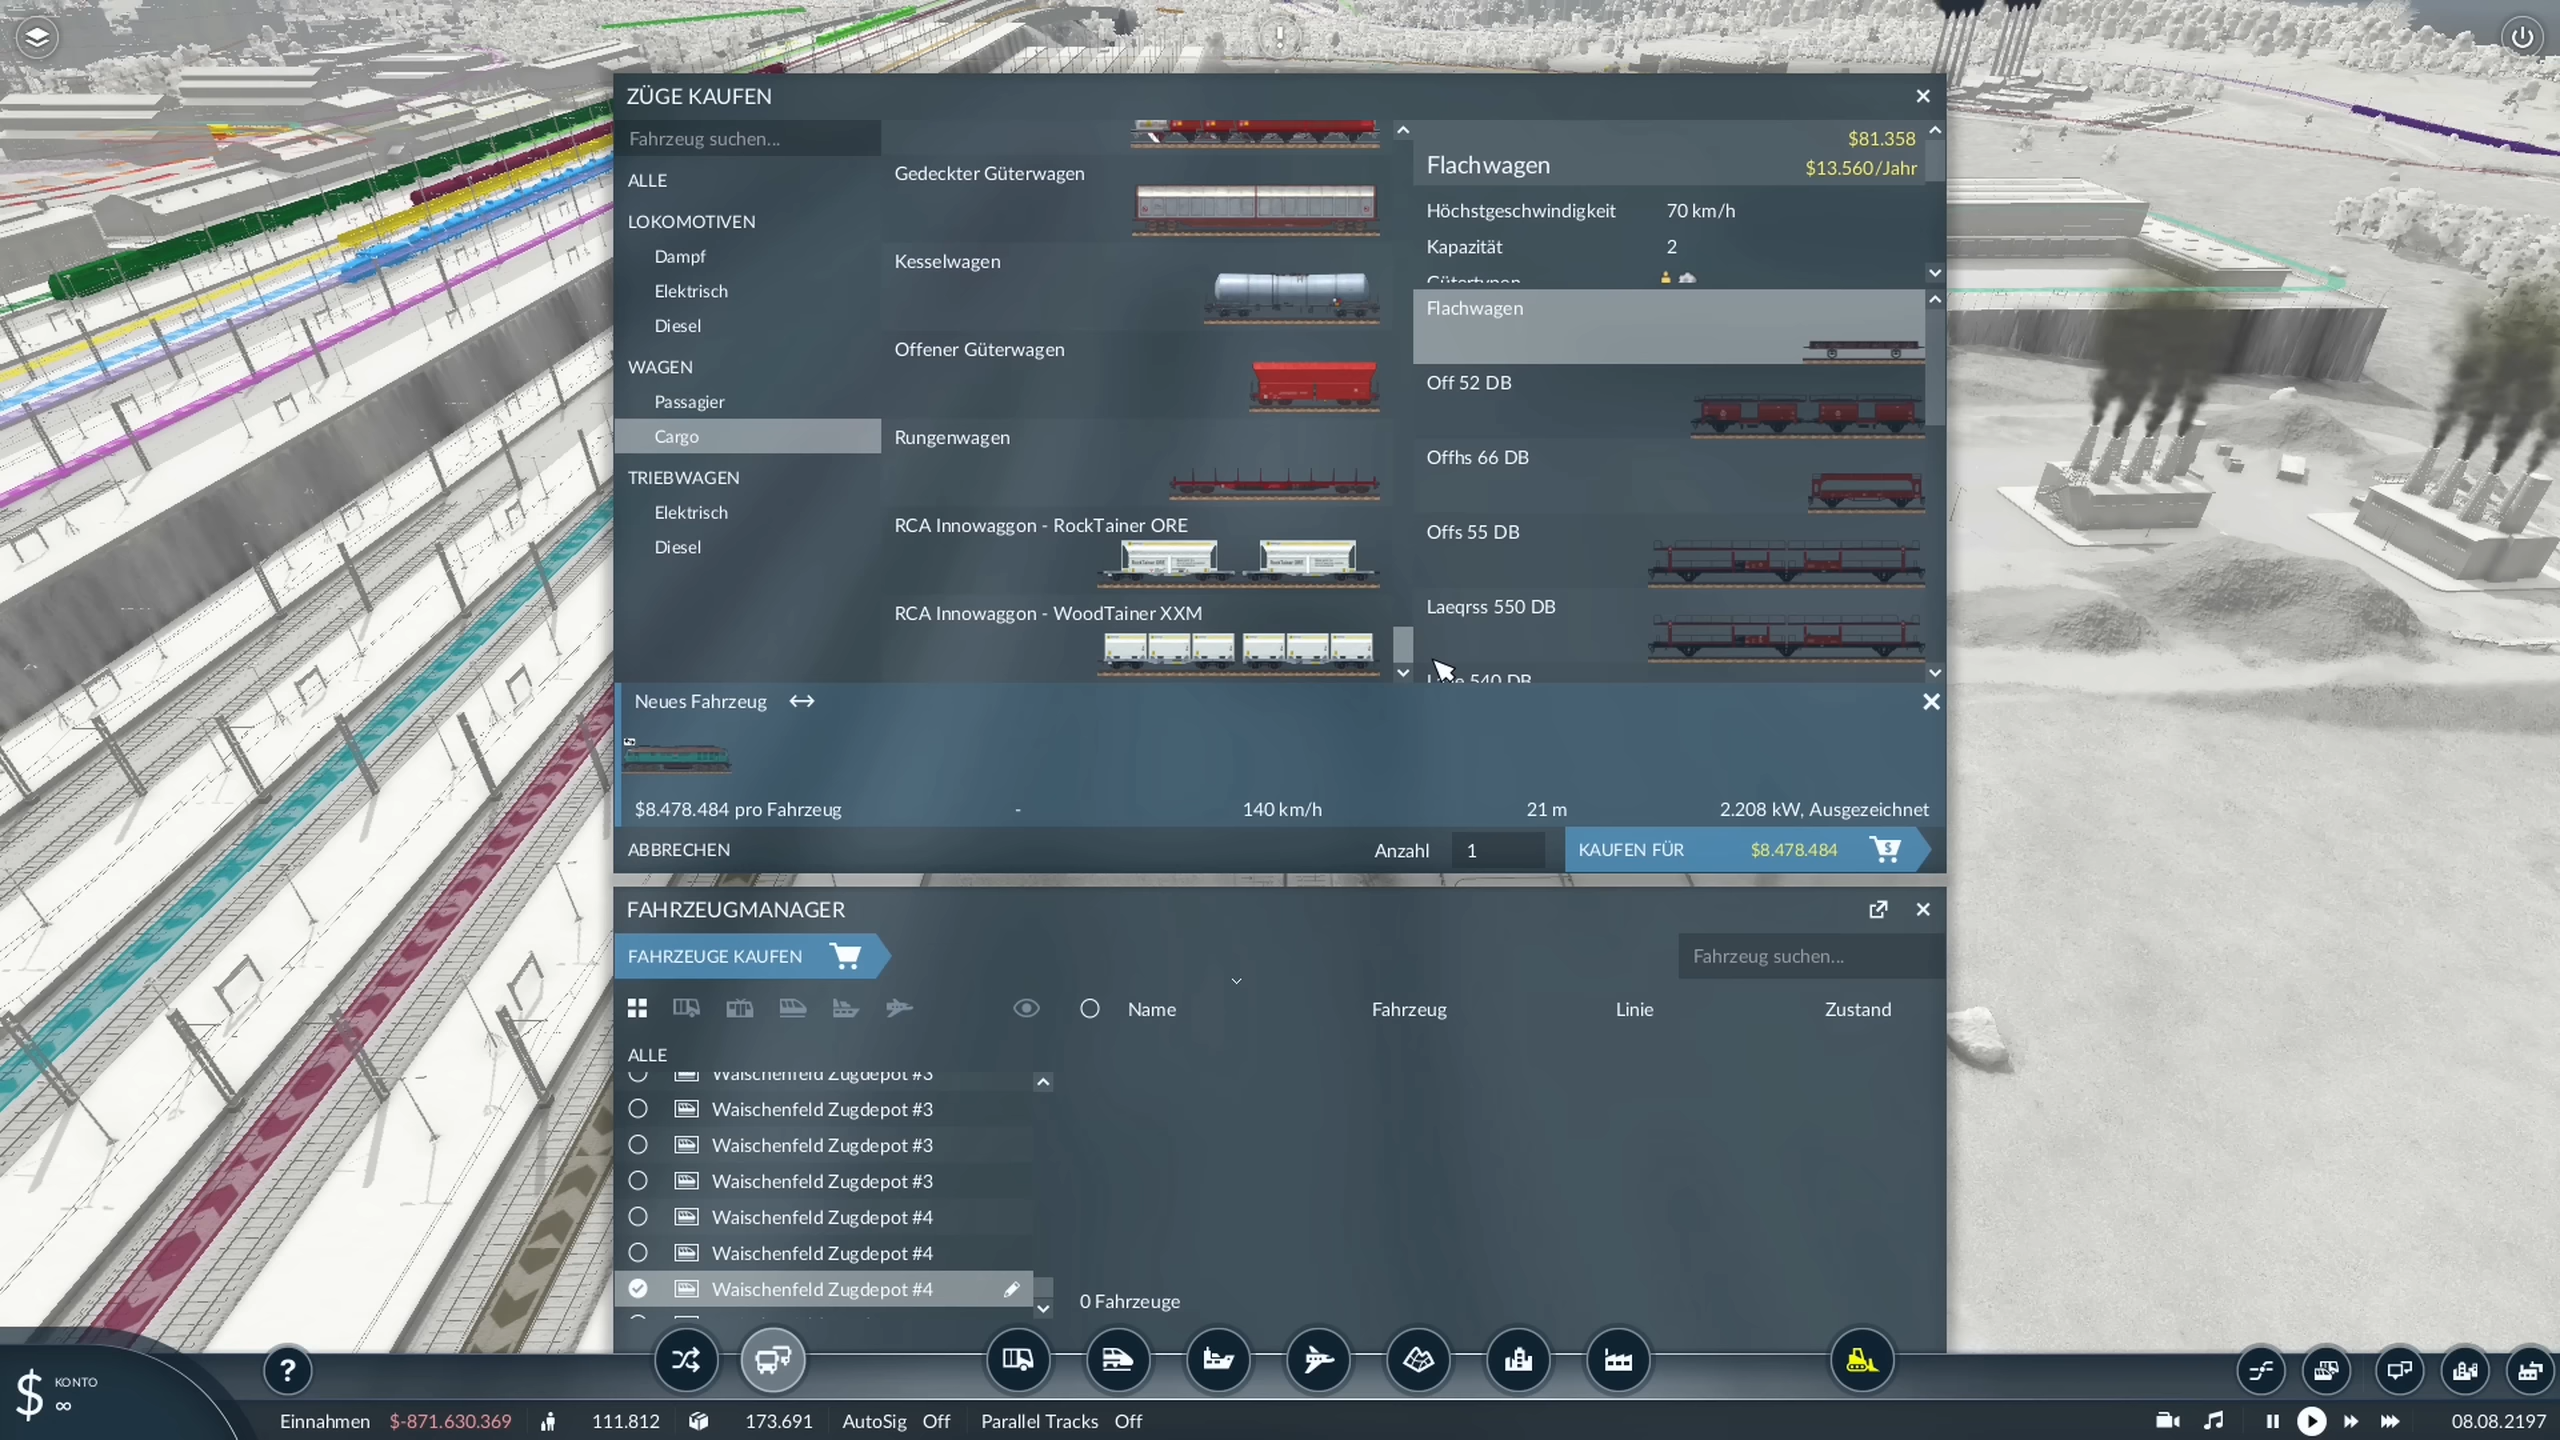 ZÜGE KAUFEN
Fahrzeug suchen...
ALLE
LOKOMOTIVEN
Dampf
Elektrisch
Diesel
WAGEN
Passagier
Cargo
TRIEBWAGEN
Elektrisch
Diesel
Gedeckter Güterwagen
Kesselwagen
Offener Güterwagen
Rungenwagen
RCA Innowaggon - RockTainer ORE
RCA Innowaggon - WoodTainer XXM
$81.358
Flachwagen
$13.560/Jahr
Höchstgeschwindigkeit 70 km/h
Kapazität 2
Gütertypen
Flachwagen
Off 52 DB
Offhs 66 DB
Offs 55 DB
Laeqrss 550 DB
540 DB
Neues Fahrzeug
$8.478.484 pro Fahrzeug - 140 km/h 21 m 2.208 kW, Ausgezeichnet
ABBRECHEN Anzahl 1 KAUFEN FÜR $8.478.484
FAHRZEUGMANAGER
FAHRZEUGE KAUFEN Fahrzeug suchen...
Name Fahrzeug Linie Zustand
ALLE
Waischenfeld Zugdepot #3
Waischenfeld Zugdepot #3
Waischenfeld Zugdepot #3
Waischenfeld Zugdepot #3
Waischenfeld Zugdepot #4
Waischenfeld Zugdepot #4
Waischenfeld Zugdepot #4
0 Fahrzeuge
$ KONTO
∞
?
Einnahmen $-871.630.369 111.812 173.691 AutoSig Off Parallel Tracks Off 08.08.2197